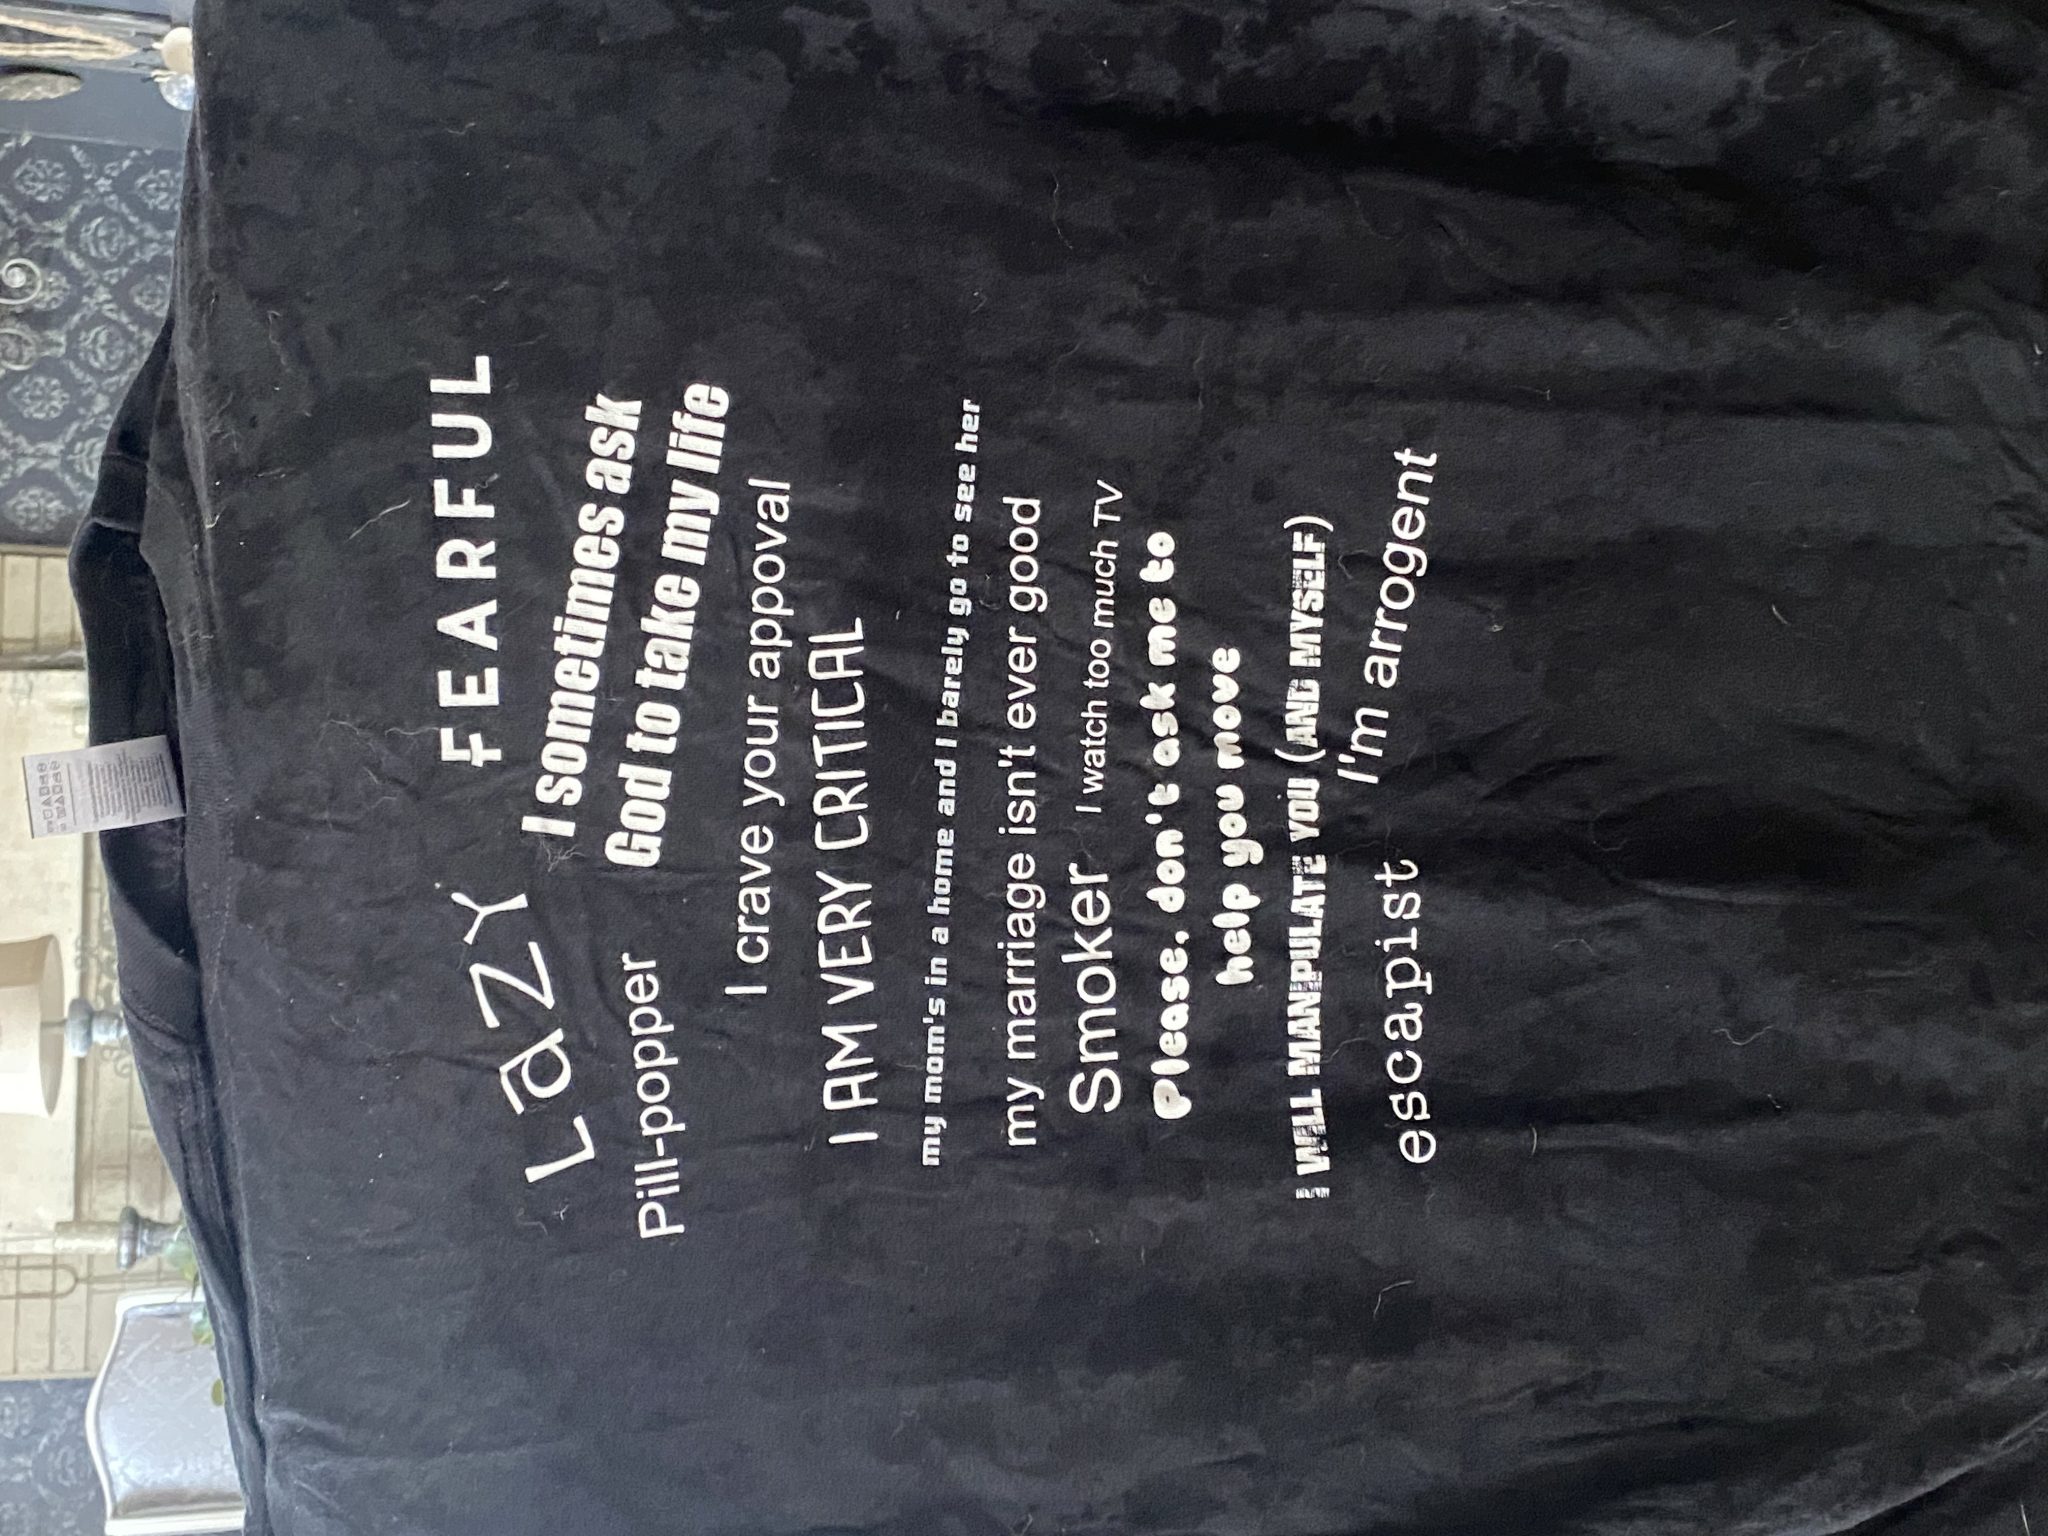 LaZY
FEARFUL
I sometimes ask
God to take my life
Pill-popper
I crave your appoval
I AM VERY CRITICAL
my mom's in a home and I barely go to see her
my marriage isn't ever good
Smoker
I watch too much TV
Please, don't ask me to
help you move
I WILL MANIPULATE YOU (AND MYSELF)
I'm arrogent
escapist